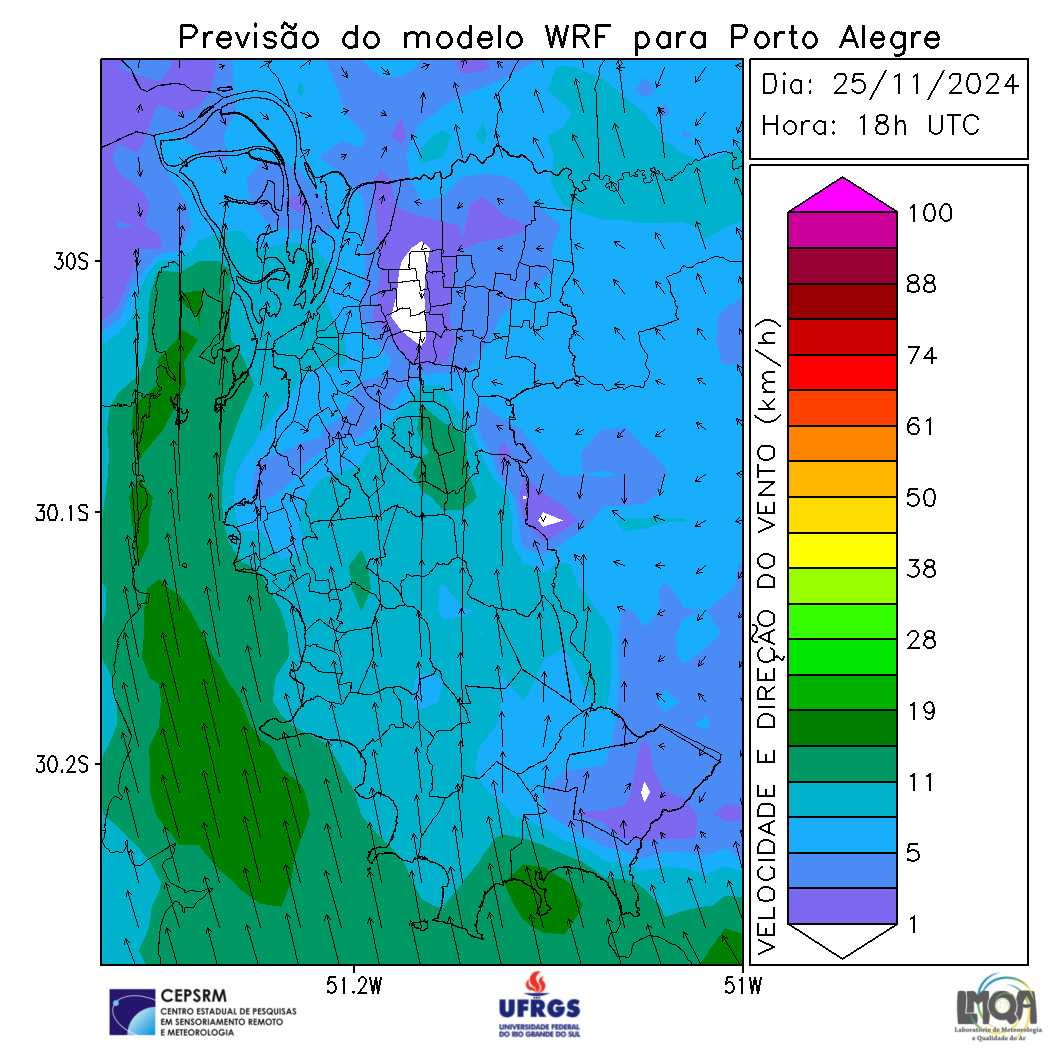 Previsão do modelo WRF para Porto Alegre
Dia: 25/11/2024
Hora: 18h UTC
30S
30.1S
30.2S
51.2W
51W
VELOCIDADE E DIREÇÃO DO VENTO (km/h)
100
88
74
61
50
38
28
19
11
5
1
CEPSRM
CENTRO ESTADUAL DE PESQUISAS
EM SENSORIAMENTO REMOTO
E METEOROLOGIA
UFRGS
UNIVERSIDADE FEDERAL
DO RIO GRANDE DO SUL
LMQA
Laboratório de Meteorologia
e Qualidade do Ar